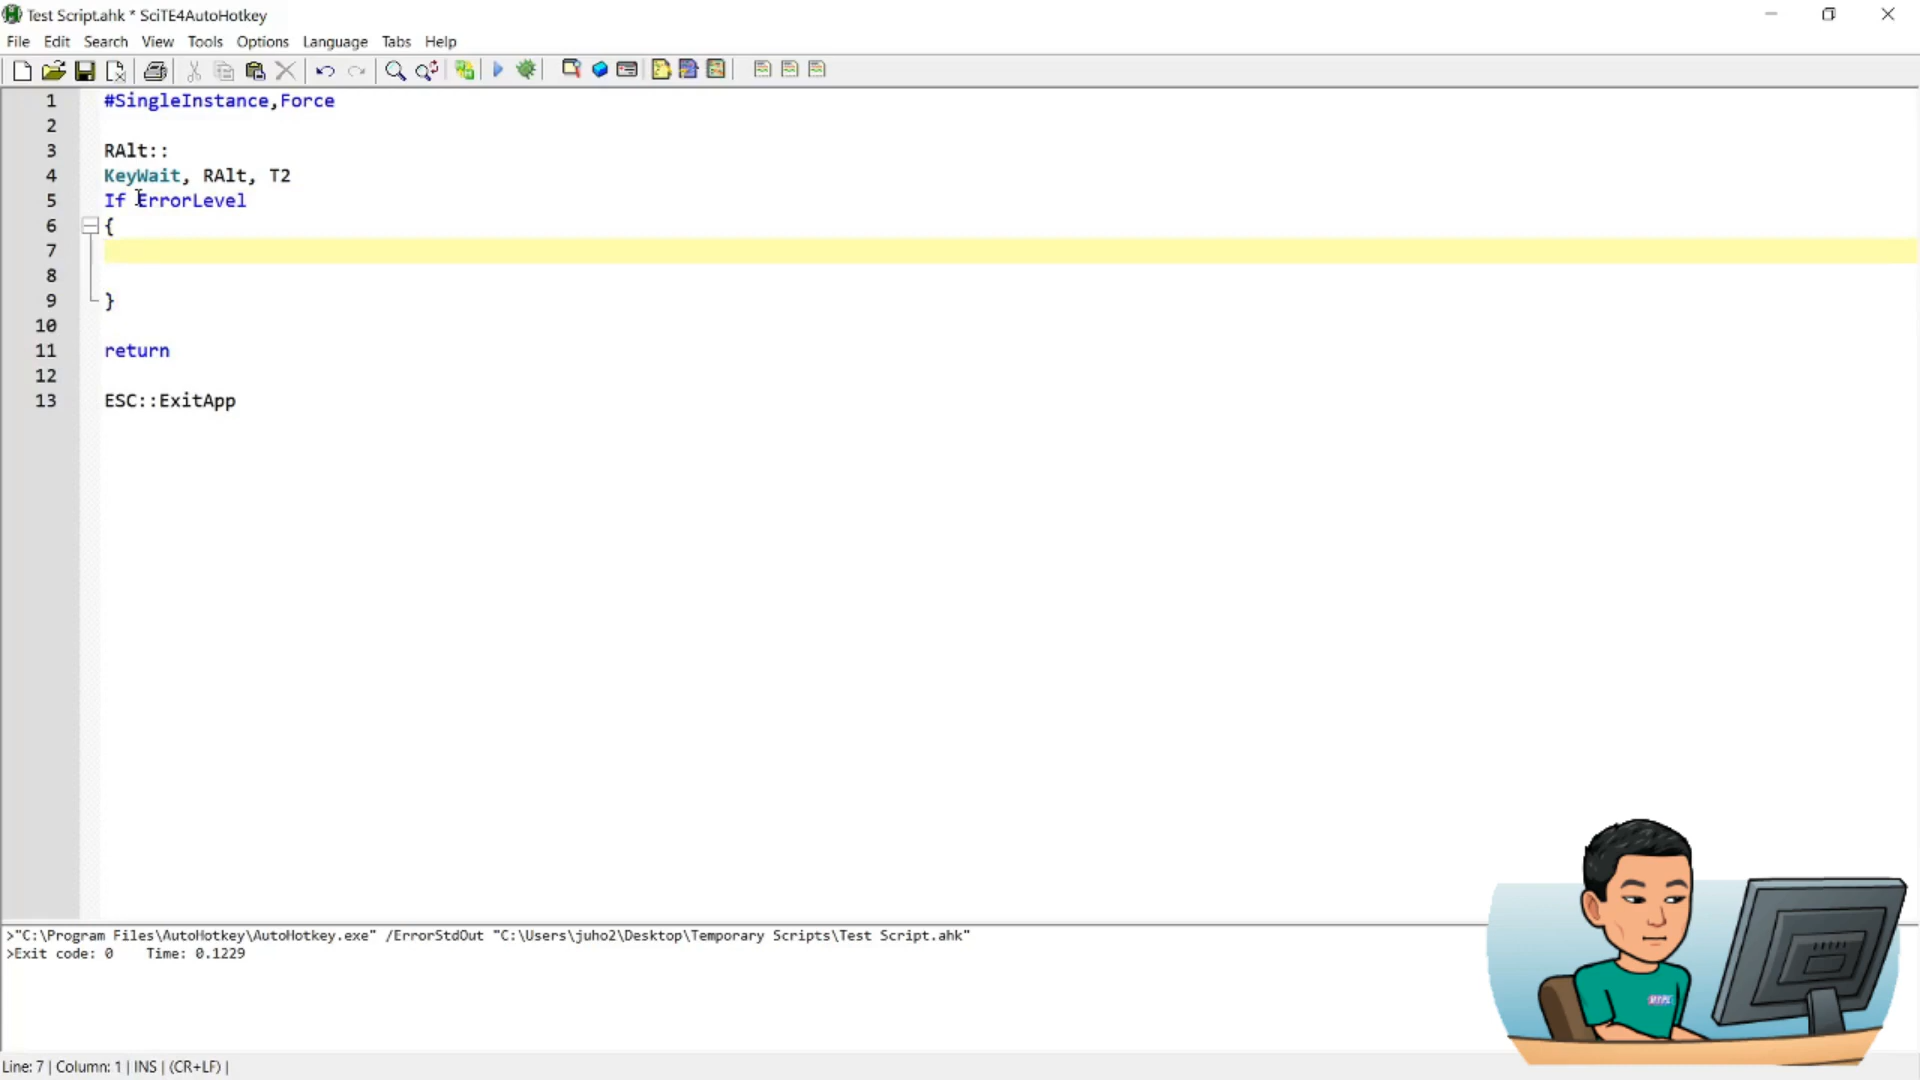 Test Script.ahk * SciTE4AutoHotkey
File Edit Search View Tools Options Language Tabs Help
1 #SingleInstance,Force
2
3 RAlt::
4 KeyWait, RAlt, T2
5 If ErrorLevel
6 {
7
8
9 }
10
11 return
12
13 ESC::ExitApp
>"C:\Program Files\AutoHotkey\AutoHotkey.exe" /ErrorStdOut "C:\Users\juho2\Desktop\Temporary Scripts\Test Script.ahk"
>Exit code: 0    Time: 0.1229
Line: 7 | Column: 1 | INS | (CR+LF) |